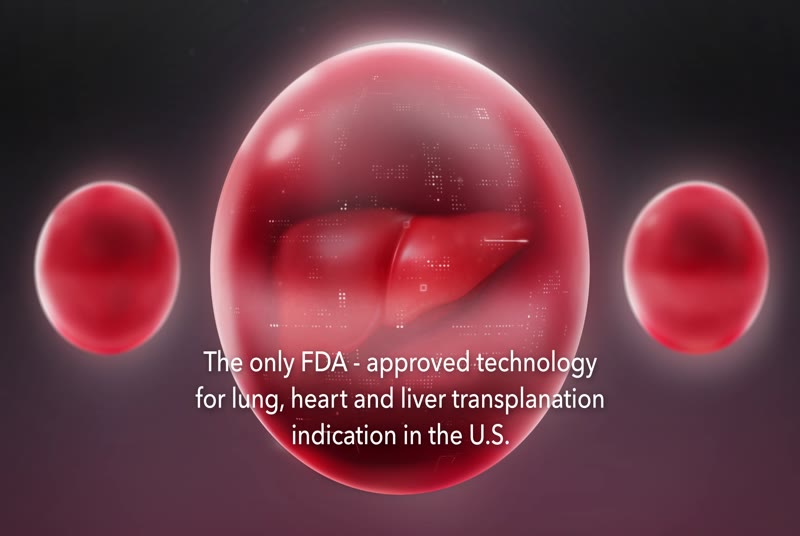 The only FDA - approved technology
for lung, heart and liver transplanation
indication in the U.S.